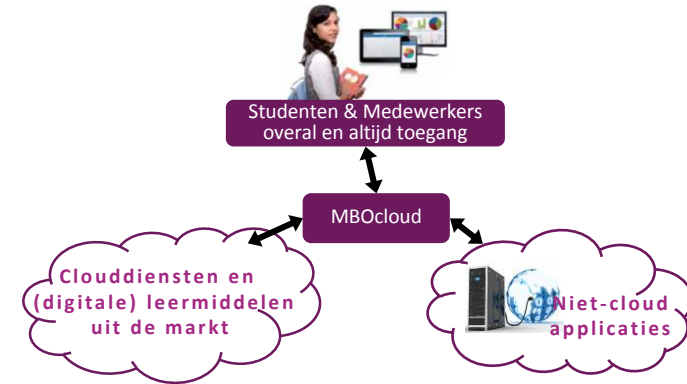 Studenten & Medewerkers
overal en altijd toegang
MBOcloud
Clouddiensten en
(digitale) leermiddelen
uit de markt
Niet-cloud
applicaties